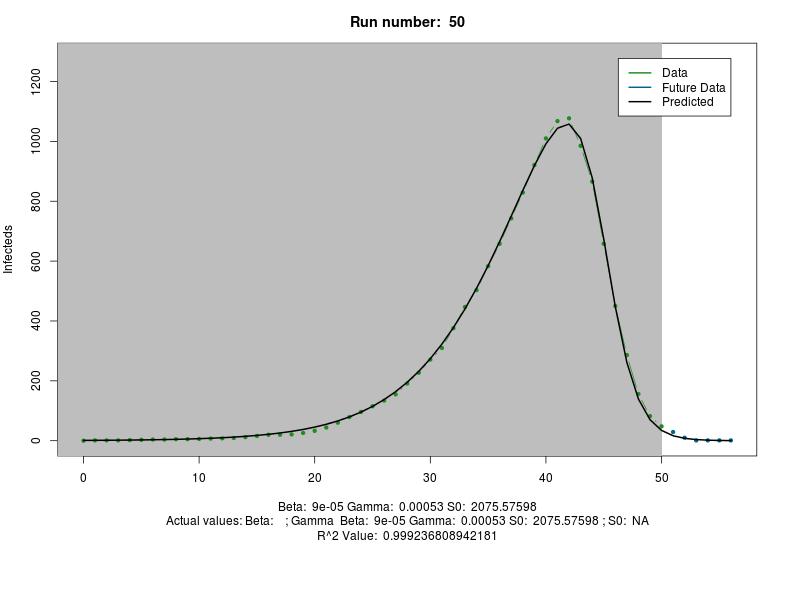 Run number: 50
1200
1000
800
600
400
200
0
Infecteds
Data
Future Data
Predicted
0 10 20 30 40 50
Beta: 9e-05 Gamma: 0.00053 S0: 2075.57598
Actual values: Beta: ; Gamma Beta: 9e-05 Gamma: 0.00053 S0: 2075.57598 ; S0: NA
R^2 Value: 0.999236808942181